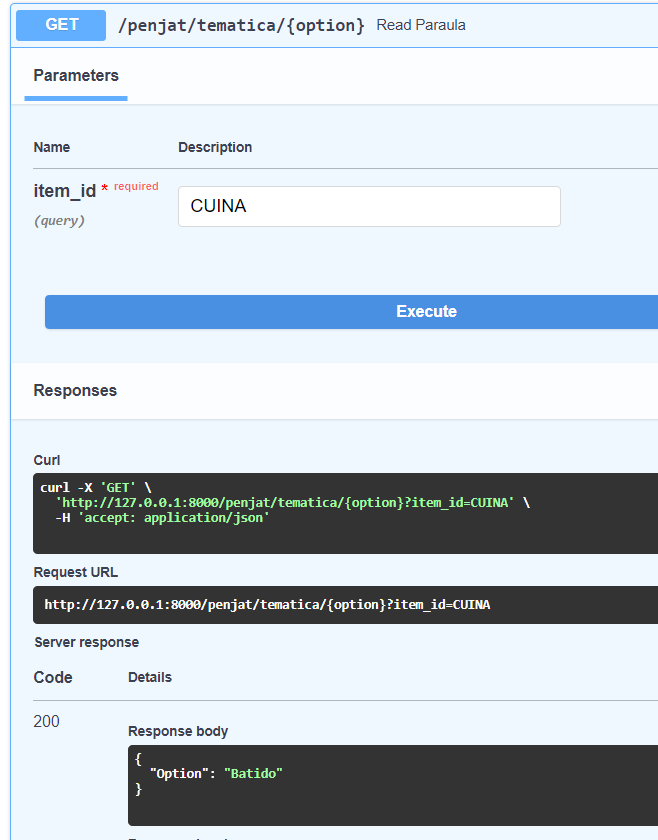 GET /penjat/tematica/{option} Read Paraula
Parameters
Name Description
item_id * required
(query)
CUINA
Execute
Responses
Curl
curl -X 'GET' \
'http://127.0.0.1:8000/penjat/tematica/{option}?item_id=CUINA' \
-H 'accept: application/json'
Request URL
http://127.0.0.1:8000/penjat/tematica/{option}?item_id=CUINA
Server response
Code Details
200
Response body
{
"Option": "Batido"
}